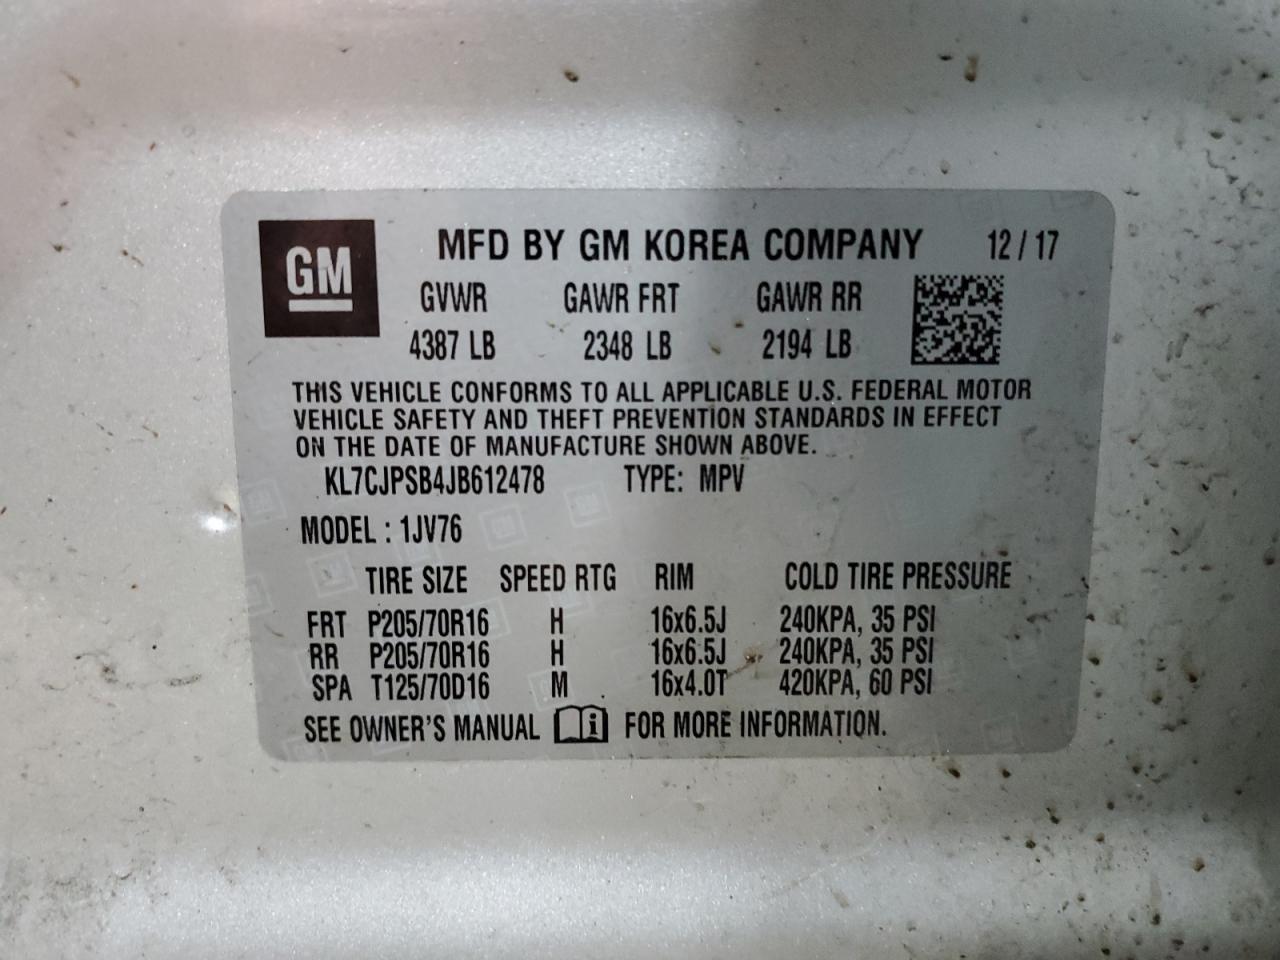 GM
MFD BY GM KOREA COMPANY 12/17
GVWR GAWR FRT GAWR RR
4387 LB 2348 LB 2194 LB
THIS VEHICLE CONFORMS TO ALL APPLICABLE U.S. FEDERAL MOTOR
VEHICLE SAFETY AND THEFT PREVENTION STANDARDS IN EFFECT
ON THE DATE OF MANUFACTURE SHOWN ABOVE.
KL7CJPSB4JB612478 TYPE: MPV
MODEL : 1JV76
TIRE SIZE SPEED RTG RIM COLD TIRE PRESSURE
FRT P205/70R16 H 16x6.5J 240KPA, 35 PSI
RR P205/70R16 H 16x6.5J 240KPA, 35 PSI
SPA T125/70D16 M 16x4.0T 420KPA, 60 PSI
SEE OWNER'S MANUAL i FOR MORE INFORMATION.